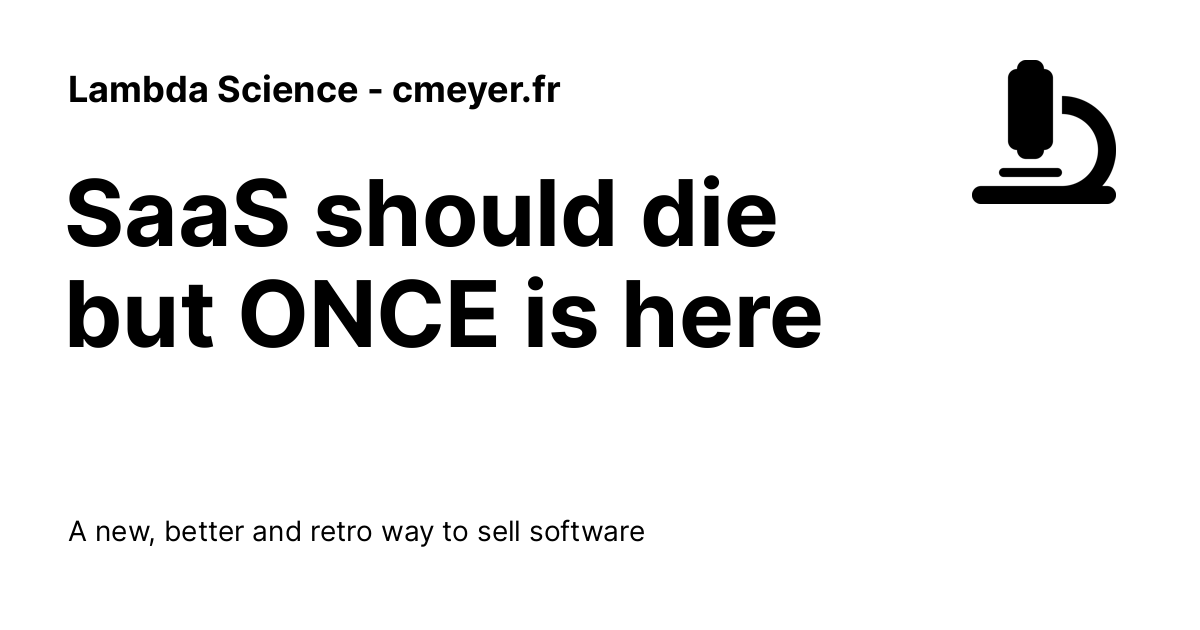 Lambda Science - cmeyer.fr
SaaS should die
but ONCE is here
A new, better and retro way to sell software